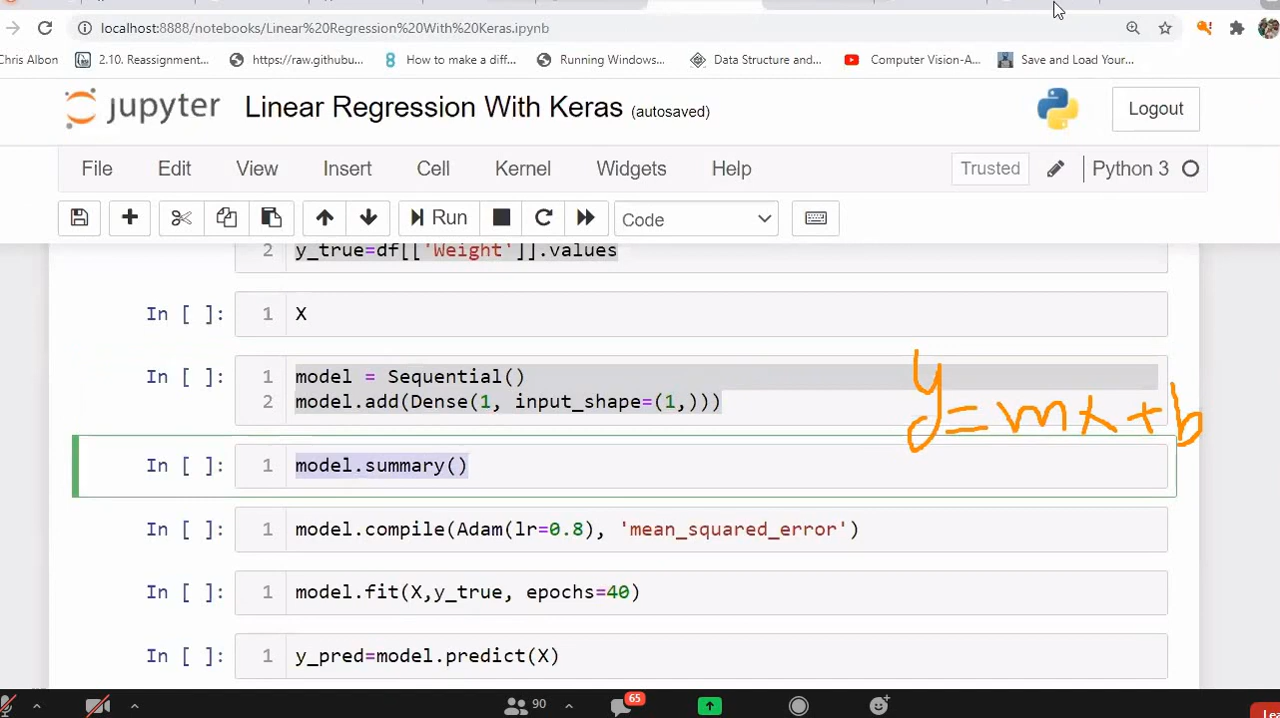 localhost:8888/notebooks/Linear%20Regression%20With%20Keras.ipynb
Chris Albon 2.10. Reassignment... https://raw.githubu... How to make a diff... Running Windows... Data Structure and... Computer Vision-A... Save and Load Your...
jupyter Linear Regression With Keras (autosaved) Logout
File Edit View Insert Cell Kernel Widgets Help Trusted Python 3
Run Code
2 y_true=df[['Weight']].values
In [ ]: 1 X
In [ ]: 1 model = Sequential()
2 model.add(Dense(1, input_shape=(1,)))
y=mx+b
In [ ]: 1 model.summary()
In [ ]: 1 model.compile(Adam(lr=0.8), 'mean_squared_error')
In [ ]: 1 model.fit(X,y_true, epochs=40)
In [ ]: 1 y_pred=model.predict(X)
90 65